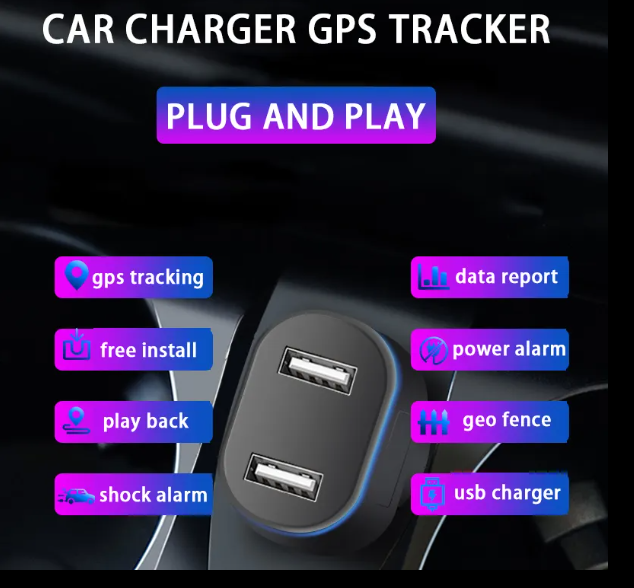 CAR CHARGER GPS TRACKER
PLUG AND PLAY
gps tracking
data report
free install
power alarm
play back
geo fence
shock alarm
usb charger